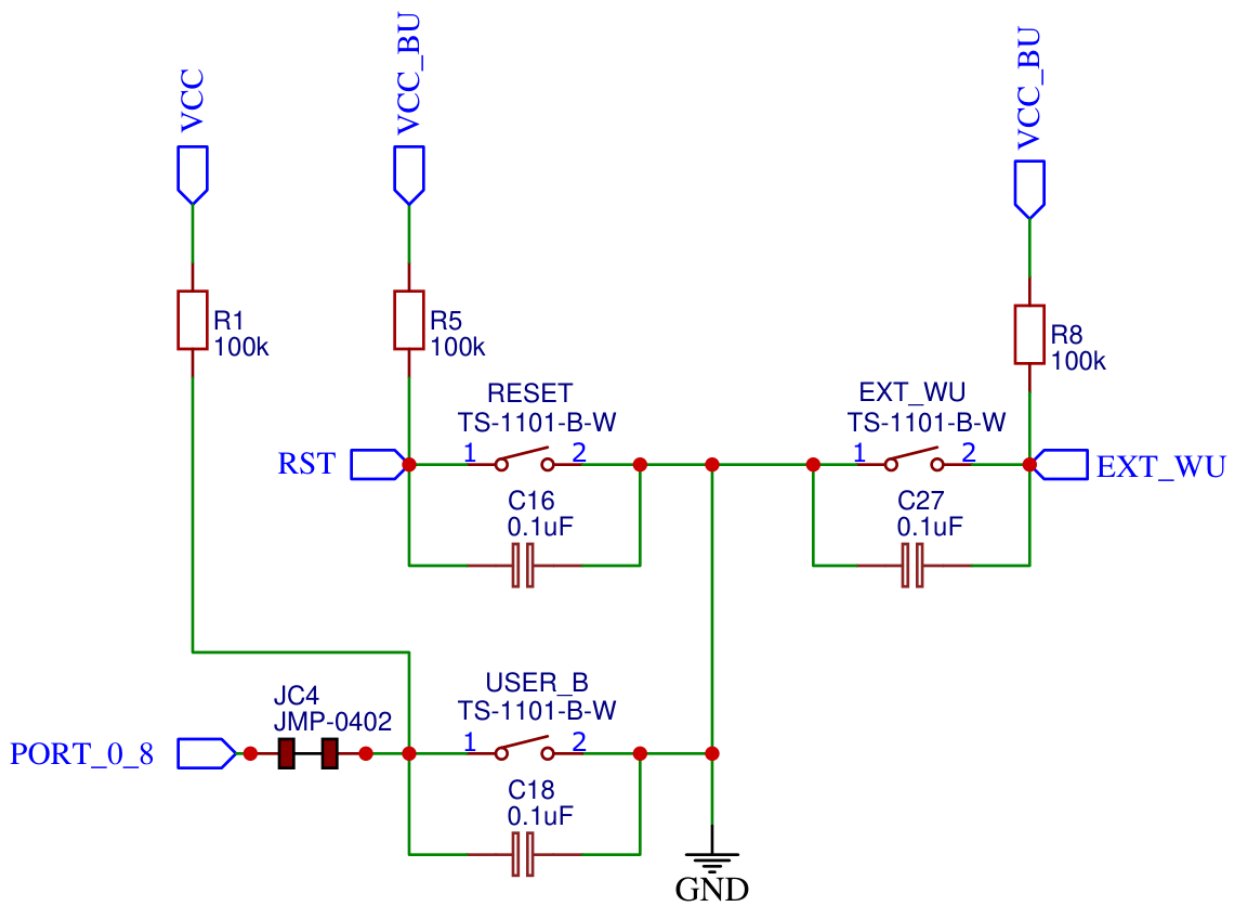 VCC
VCC_BU
VCC_BU
R1
100k
R5
100k
R8
100k
RESET
TS-1101-B-W
EXT_WU
TS-1101-B-W
RST
1
2
1
2
EXT_WU
C16
0.1uF
C27
0.1uF
USER_B
TS-1101-B-W
JC4
JMP-0402
PORT_0_8
1
2
C18
0.1uF
GND